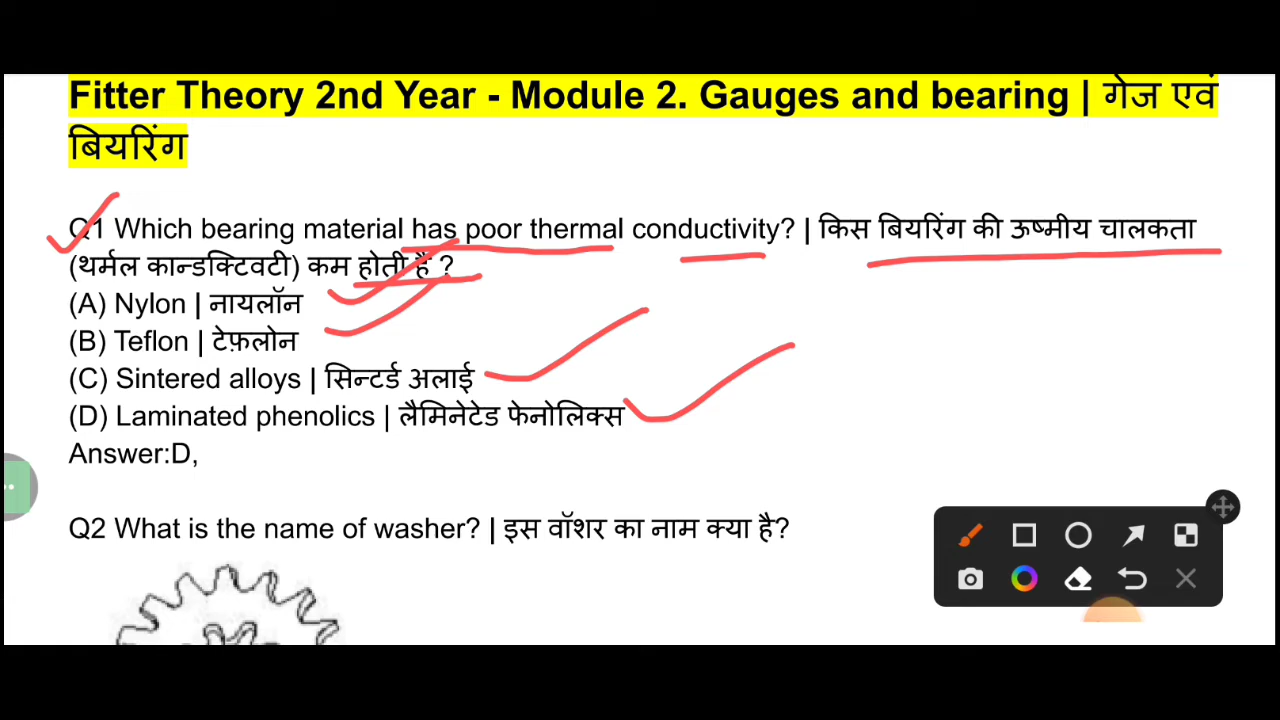 Fitter Theory 2nd Year - Module 2. Gauges and bearing | गेज एवं
बियरिंग
Q1 Which bearing material has poor thermal conductivity? | किस बियरिंग की ऊष्मीय चालकता
(थर्मल कान्डक्टिवटी) कम होती है ?
(A) Nylon | नायलॉन
(B) Teflon | टेफ़लोन
(C) Sintered alloys | सिन्टर्ड अलाई
(D) Laminated phenolics | लैमिनेटेड फेनोलिक्स
Answer:D,
Q2 What is the name of washer? | इस वॉशर का नाम क्या है?